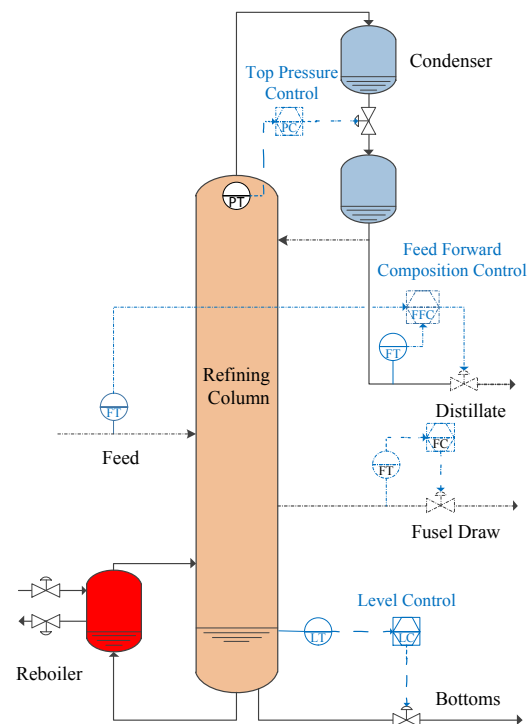 Condenser
Top Pressure
Control
PC
PT
Feed Forward
Composition Control
FFC
FT
Refining
Column
FT
Distillate
FC
Feed
FT
Fusel Draw
Level Control
LT
LC
Reboiler
Bottoms